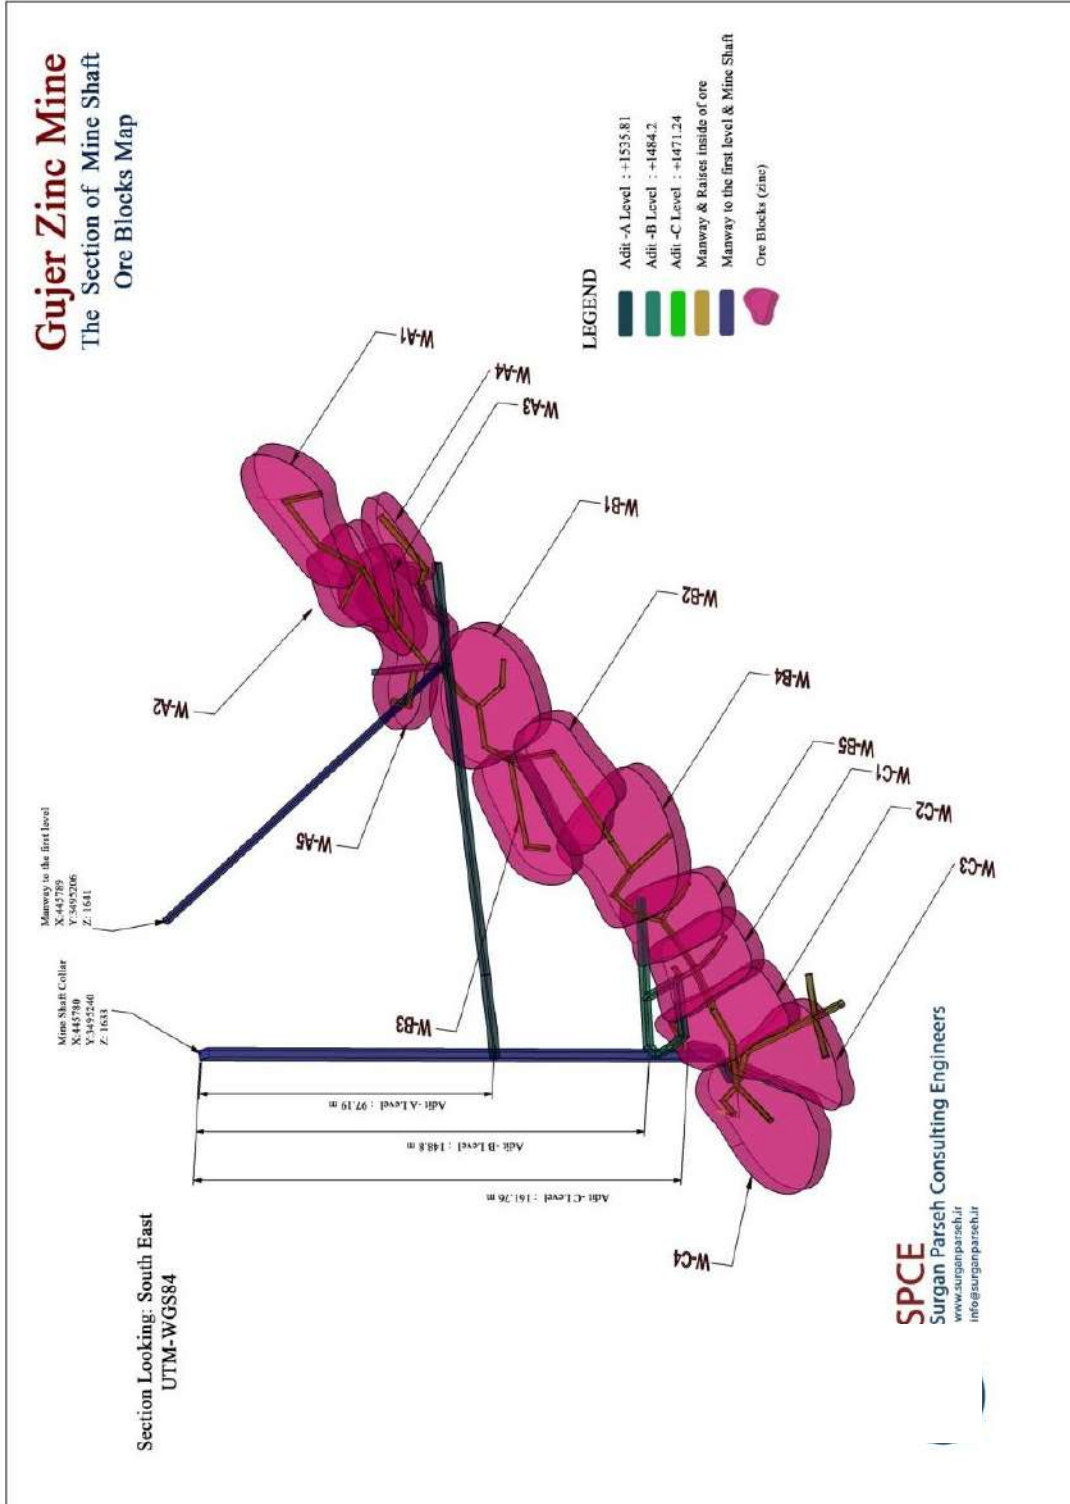 Gujer Zinc Mine
The Section of Mine Shaft
Ore Blocks Map
Section Looking: South East
UTM-WGS84
Manway to the first level
X:445789
Y:3495206
Z: 1641
Mine Shaft Collar
X:445780
Y:3495240
Z: 1633
Adit -A Level : 97.19 m
Adit -B Level : 148.8 m
Adit -C Level : 161.76 m
W-A1
W-A4
W-A3
W-A2
W-A5
W-B1
W-B2
W-B3
W-B4
W-B5
W-C1
W-C2
W-C3
W-C4
LEGEND
Adit -A Level : +1535.81
Adit -B Level : +1484.2
Adit -C Level : +1471.24
Manway & Raises inside of ore
Manway to the first level & Mine Shaft
Ore Blocks (zinc)
SPCE
Surgan Parseh Consulting Engineers
www.surganparseh.ir
info@surganparseh.ir